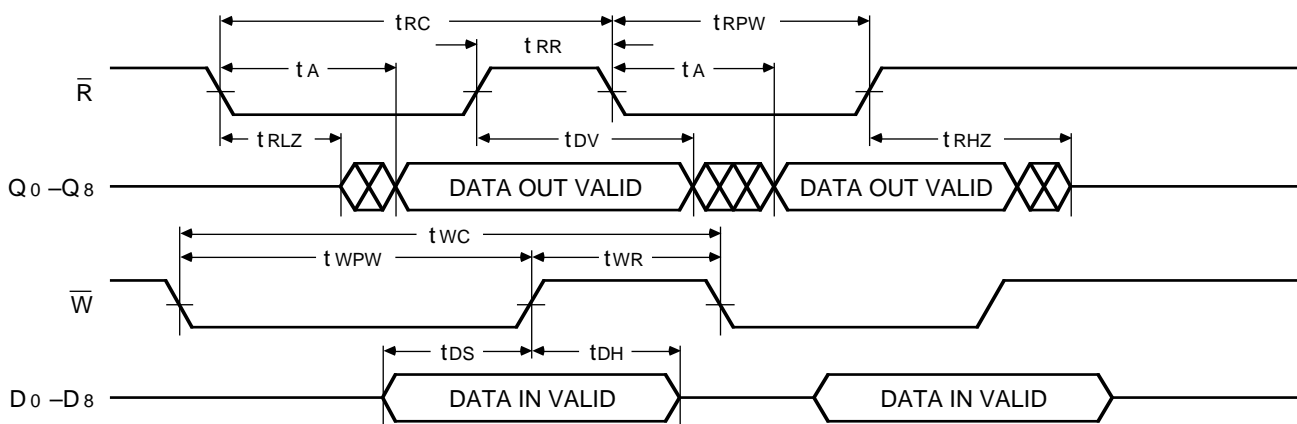 tRC
tRPW
tRR
tA
tA
R̅
tRLZ
tDV
tRHZ
Q0–Q8
DATA OUT VALID
DATA OUT VALID
tWC
tWPW
tWR
W̅
tDS
tDH
D0–D8
DATA IN VALID
DATA IN VALID